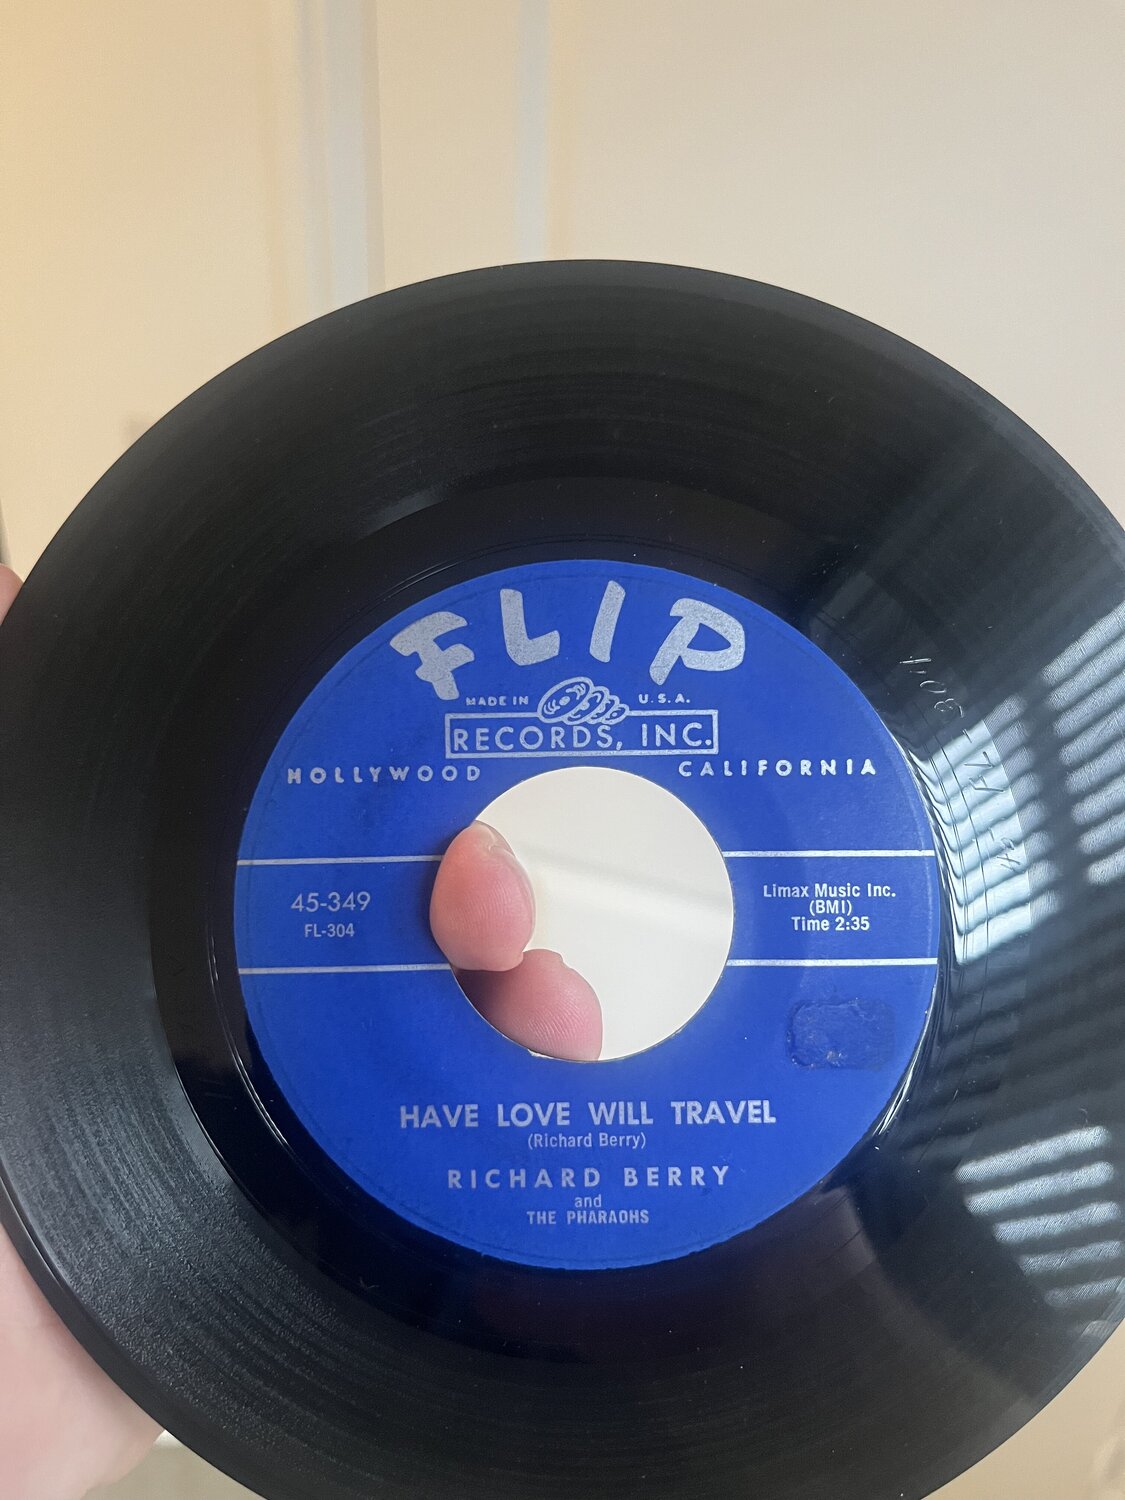 FLIP
MADE IN U.S.A.
RECORDS, INC.
HOLLYWOOD CALIFORNIA
45-349
FL-304
Limax Music Inc.
(BMI)
Time 2:35
HAVE LOVE WILL TRAVEL
(Richard Berry)
RICHARD BERRY
and
THE PHARAOHS